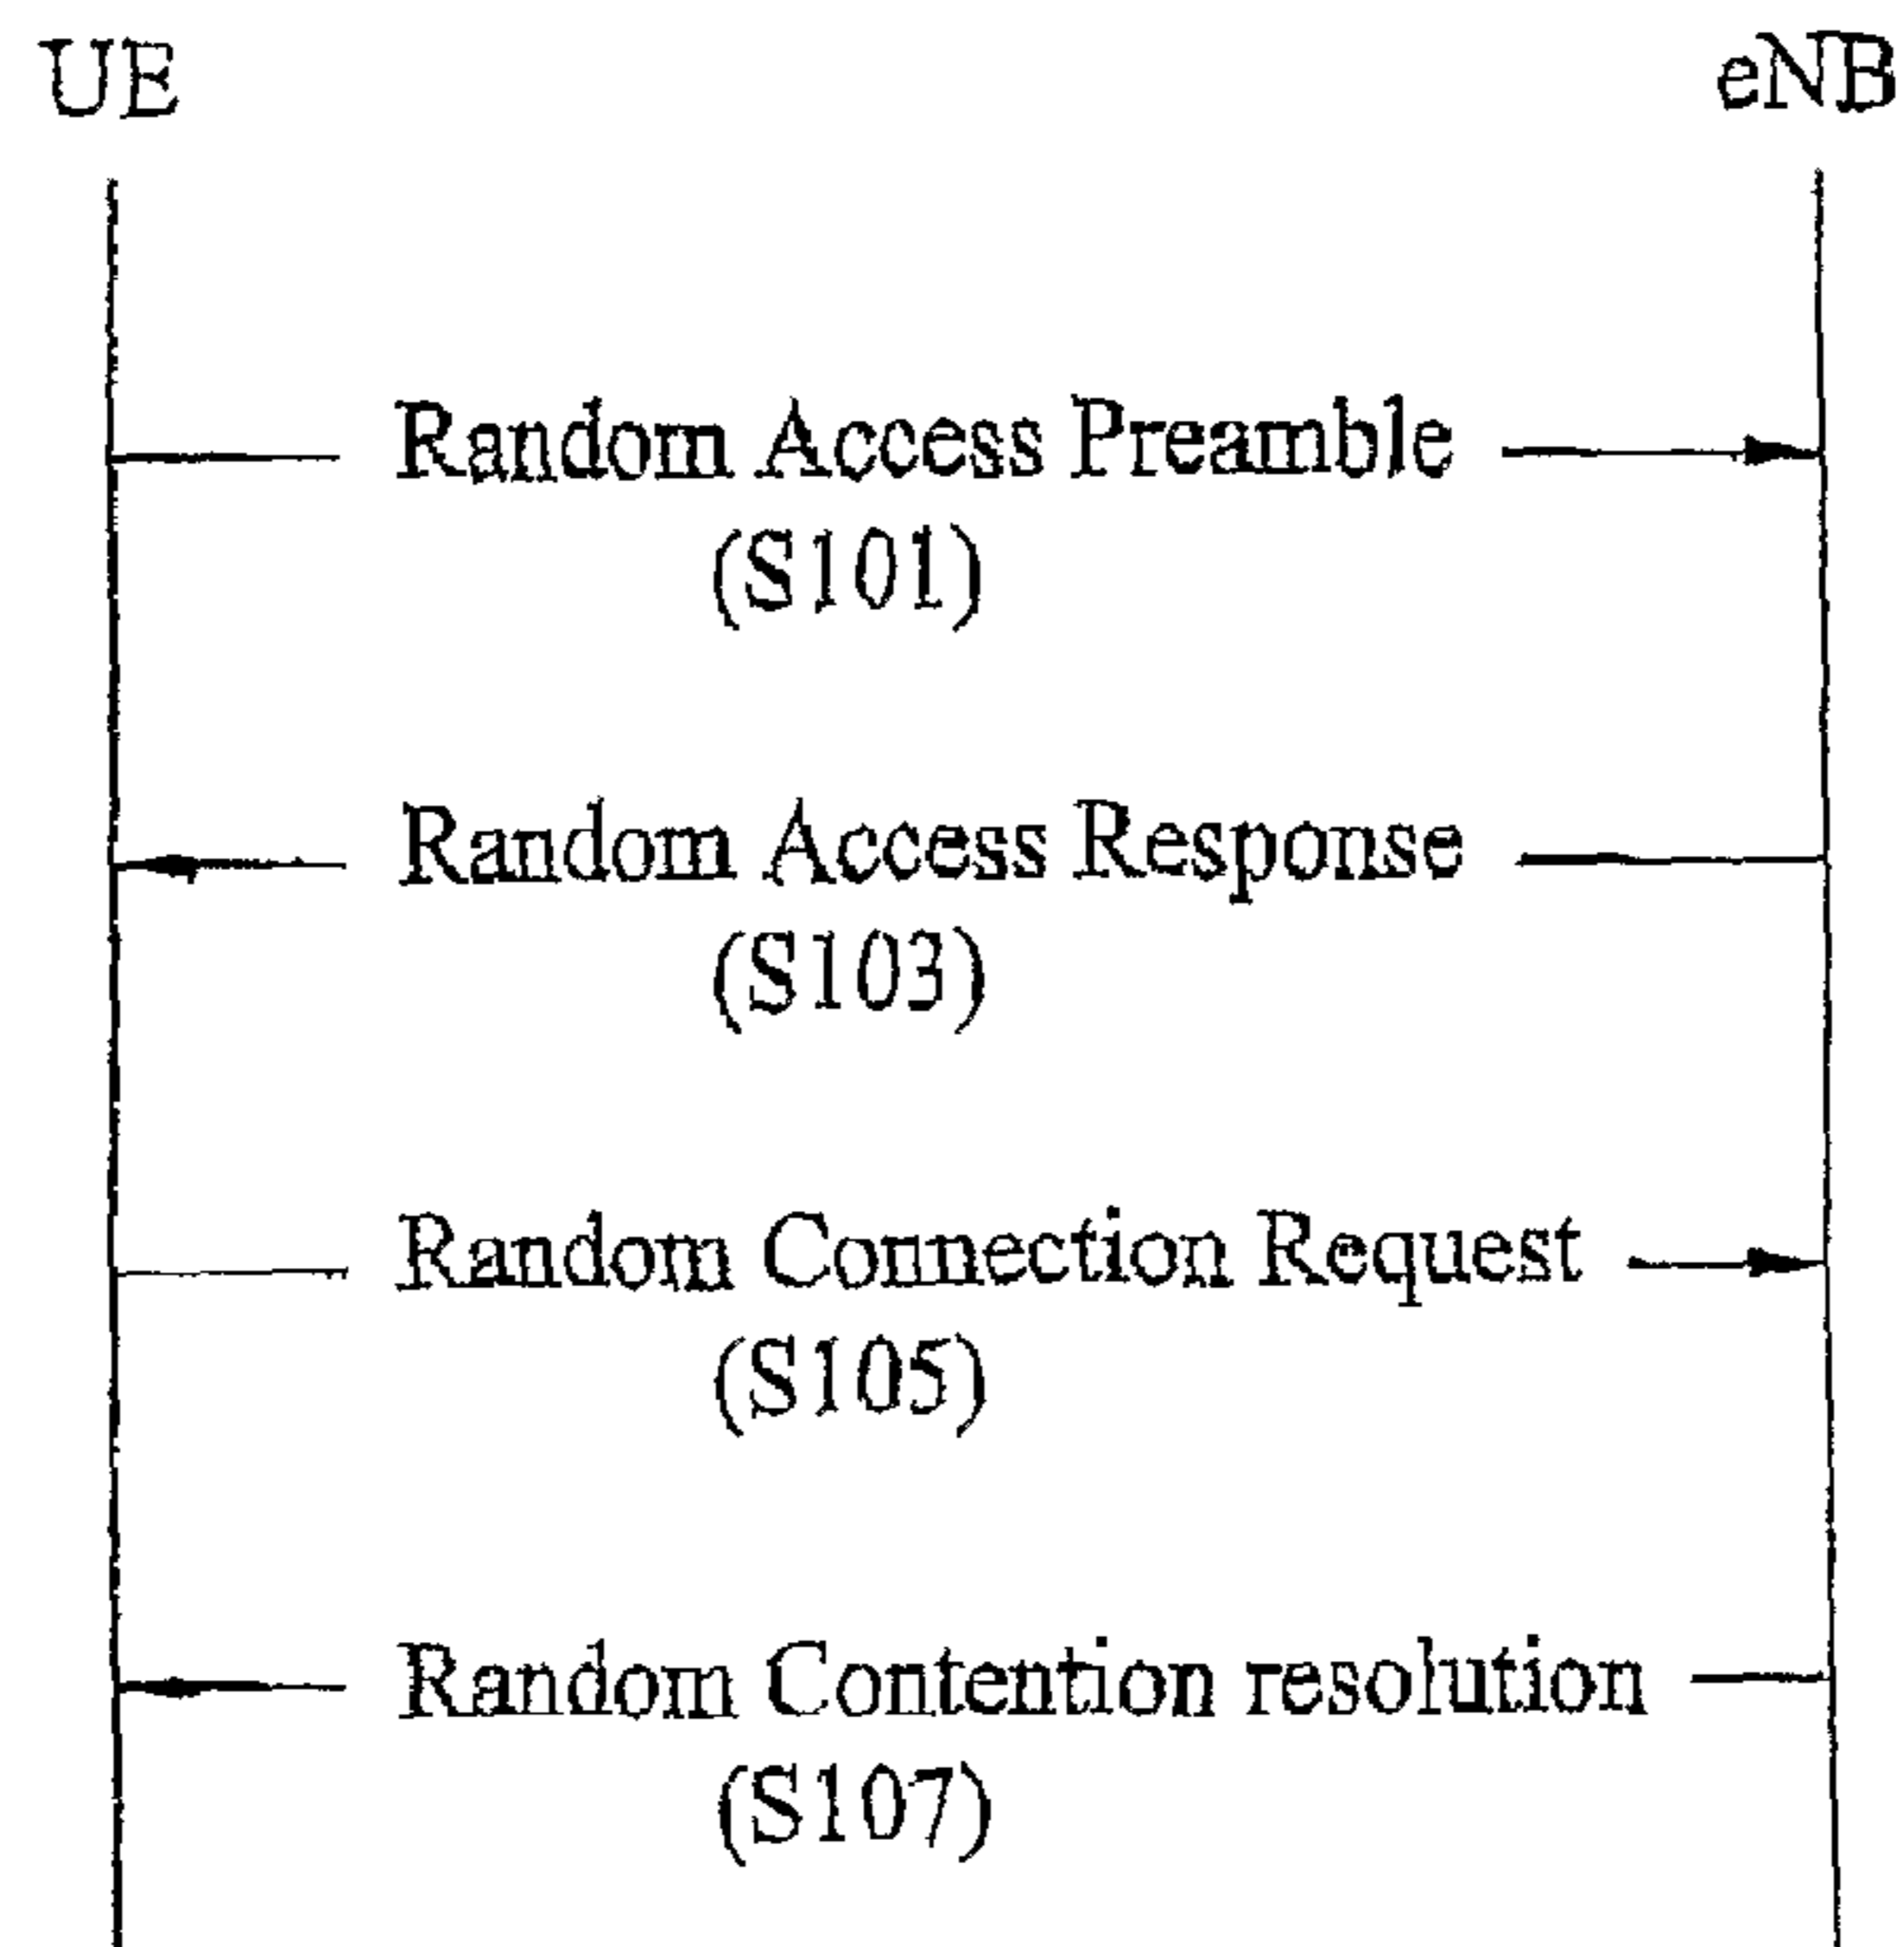 UE
eNB
Random Access Preamble
(S101)
Random Access Response
(S103)
Random Connection Request
(S105)
Random Contention resolution
(S107)